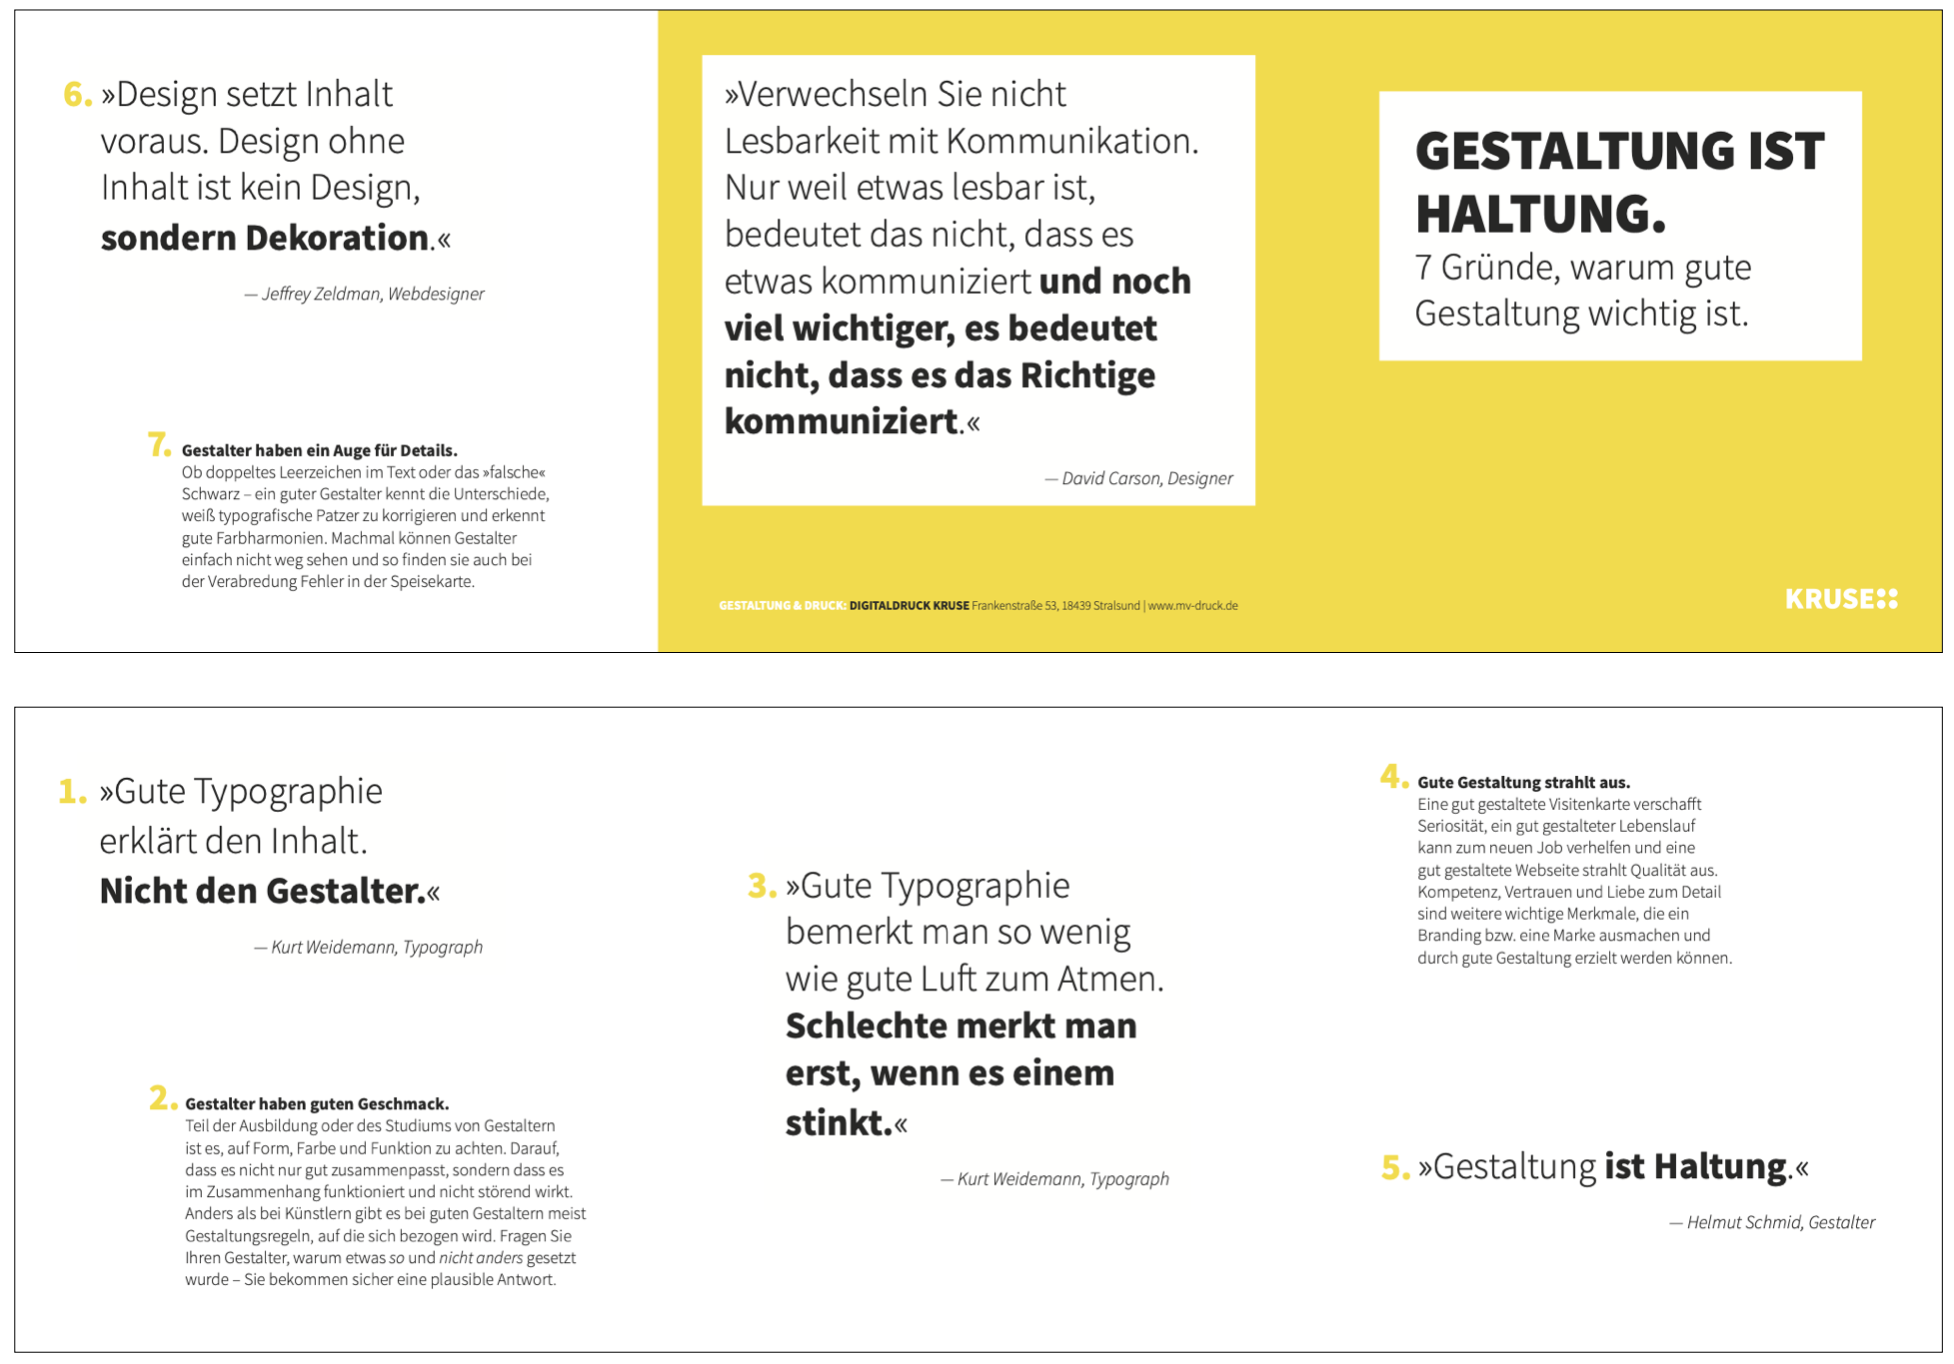 6. »Design setzt Inhalt
voraus. Design ohne
Inhalt ist kein Design,
sondern Dekoration.«
— Jeffrey Zeldman, Webdesigner
7. Gestalter haben ein Auge für Details.
Ob doppeltes Leerzeichen im Text oder das »falsche«
Schwarz – ein guter Gestalter kennt die Unterschiede,
weiß typografische Patzer zu korrigieren und erkennt
gute Farbharmonien. Machmal können Gestalter
einfach nicht weg sehen und so finden sie auch bei
der Verabredung Fehler in der Speisekarte.
»Verwechseln Sie nicht
Lesbarkeit mit Kommunikation.
Nur weil etwas lesbar ist,
bedeutet das nicht, dass es
etwas kommuniziert und noch
viel wichtiger, es bedeutet
nicht, dass es das Richtige
kommuniziert.«
— David Carson, Designer
GESTALTUNG & DRUCK: DIGITALDRUCK KRUSE Frankenstraße 53, 18439 Stralsund | www.mv-druck.de
GESTALTUNG IST
HALTUNG.
7 Gründe, warum gute
Gestaltung wichtig ist.
KRUSE
1. »Gute Typographie
erklärt den Inhalt.
Nicht den Gestalter.«
— Kurt Weidemann, Typograph
2. Gestalter haben guten Geschmack.
Teil der Ausbildung oder des Studiums von Gestaltern
ist es, auf Form, Farbe und Funktion zu achten. Darauf,
dass es nicht nur gut zusammenpasst, sondern dass es
im Zusammenhang funktioniert und nicht störend wirkt.
Anders als bei Künstlern gibt es bei guten Gestaltern meist
Gestaltungsregeln, auf die sich bezogen wird. Fragen Sie
Ihren Gestalter, warum etwas so und nicht anders gesetzt
wurde – Sie bekommen sicher eine plausible Antwort.
3. »Gute Typographie
bemerkt man so wenig
wie gute Luft zum Atmen.
Schlechte merkt man
erst, wenn es einem
stinkt.«
— Kurt Weidemann, Typograph
4. Gute Gestaltung strahlt aus.
Eine gut gestaltete Visitenkarte verschafft
Seriosität, ein gut gestalteter Lebenslauf
kann zum neuen Job verhelfen und eine
gut gestaltete Webseite strahlt Qualität aus.
Kompetenz, Vertrauen und Liebe zum Detail
sind weitere wichtige Merkmale, die ein
Branding bzw. eine Marke ausmachen und
durch gute Gestaltung erzielt werden können.
5. »Gestaltung ist Haltung.«
— Helmut Schmid, Gestalter